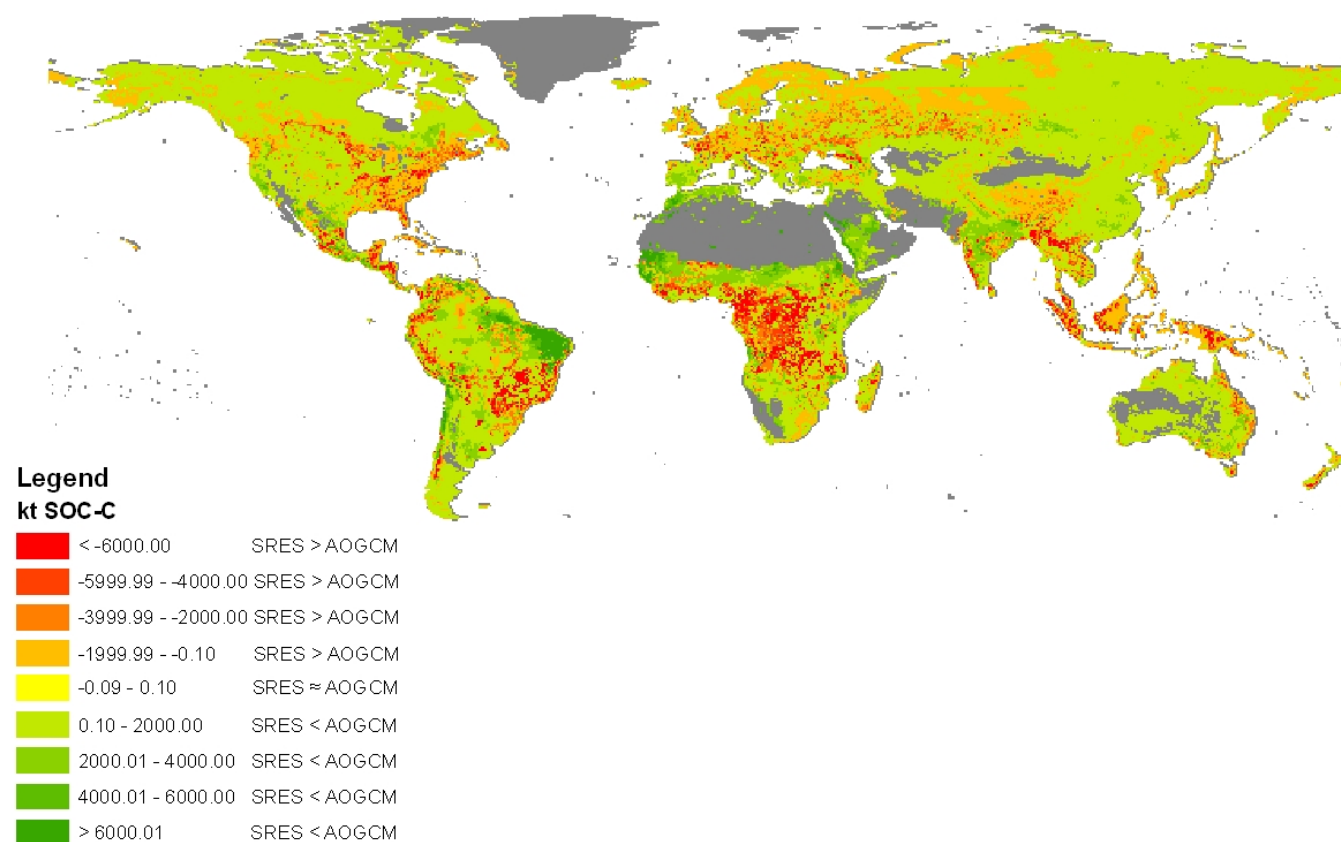 Legend
kt SOC-C
< -6000.00 SRES > AOGCM
-5999.99 - -4000.00 SRES > AOGCM
-3999.99 - -2000.00 SRES > AOGCM
-1999.99 - -0.10 SRES > AOGCM
-0.09 - 0.10 SRES ≈ AOGCM
0.10 - 2000.00 SRES < AOGCM
2000.01 - 4000.00 SRES < AOGCM
4000.01 - 6000.00 SRES < AOGCM
> 6000.01 SRES < AOGCM